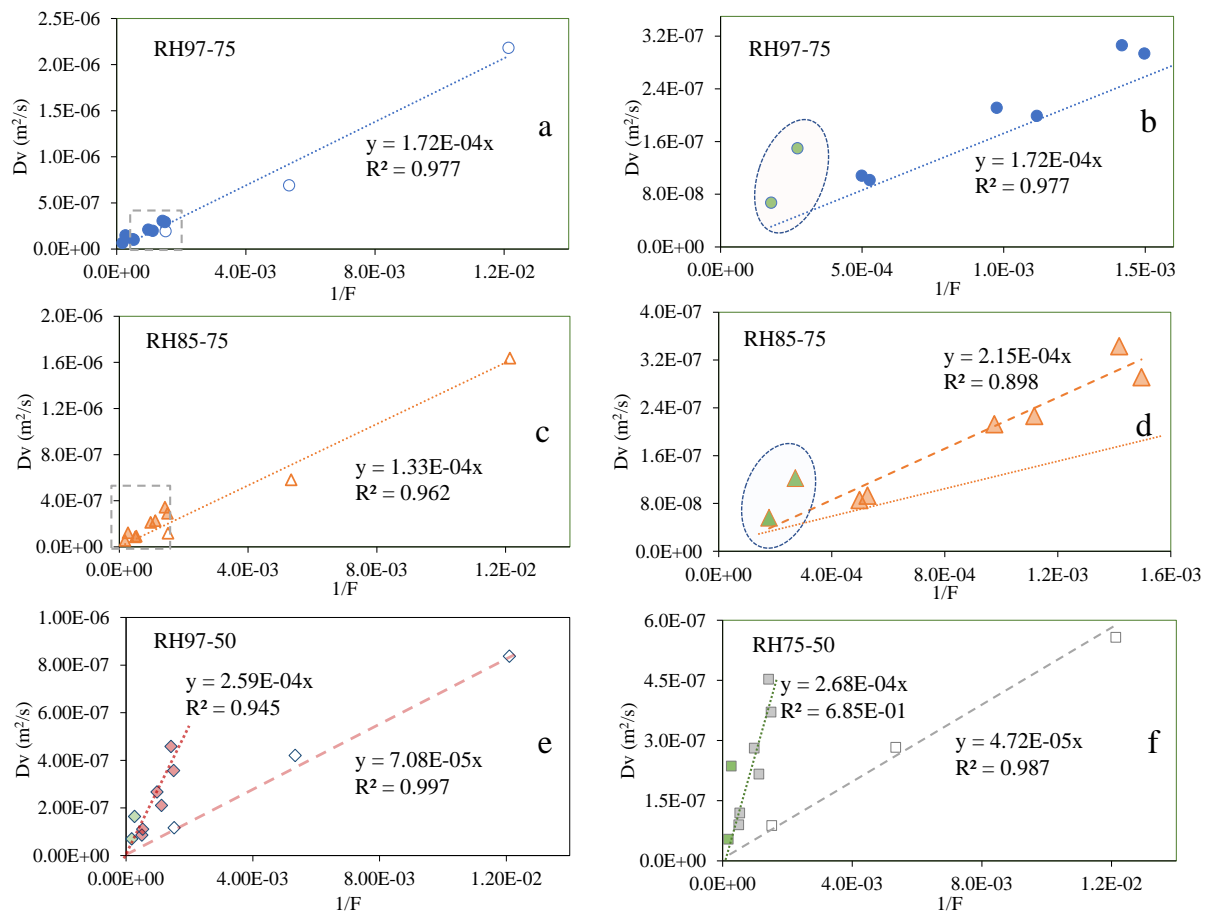 2.5E-06
2.0E-06
1.5E-06
1.0E-06
5.0E-07
0.0E+00
Dv (m²/s)
RH97-75
a
y = 1.72E-04x
R² = 0.977
0.0E+00 4.0E-03 8.0E-03 1.2E-02
1/F
3.2E-07
2.4E-07
1.6E-07
8.0E-08
0.0E+00
Dv (m²/s)
RH97-75
b
y = 1.72E-04x
R² = 0.977
0.0E+00 5.0E-04 1.0E-03 1.5E-03
1/F
2.0E-06
1.6E-06
1.2E-06
8.0E-07
4.0E-07
0.0E+00
Dv (m²/s)
RH85-75
c
y = 1.33E-04x
R² = 0.962
0.0E+00 4.0E-03 8.0E-03 1.2E-02
1/F
4.0E-07
3.2E-07
2.4E-07
1.6E-07
8.0E-08
0.0E+00
Dv (m²/s)
RH85-75
y = 2.15E-04x
R² = 0.898
d
0.0E+00 4.0E-04 8.0E-04 1.2E-03 1.6E-03
1/F
1.00E-06
8.00E-07
6.00E-07
4.00E-07
2.00E-07
0.00E+00
Dv (m²/s)
RH97-50
y = 2.59E-04x
R² = 0.945
e
y = 7.08E-05x
R² = 0.997
0.00E+00 4.00E-03 8.00E-03 1.20E-02
1/F
6.0E-07
4.5E-07
3.0E-07
1.5E-07
0.0E+00
Dv (m²/s)
RH75-50
y = 2.68E-04x
R² = 6.85E-01
f
y = 4.72E-05x
R² = 0.987
0.0E+00 4.0E-03 8.0E-03 1.2E-02
1/F